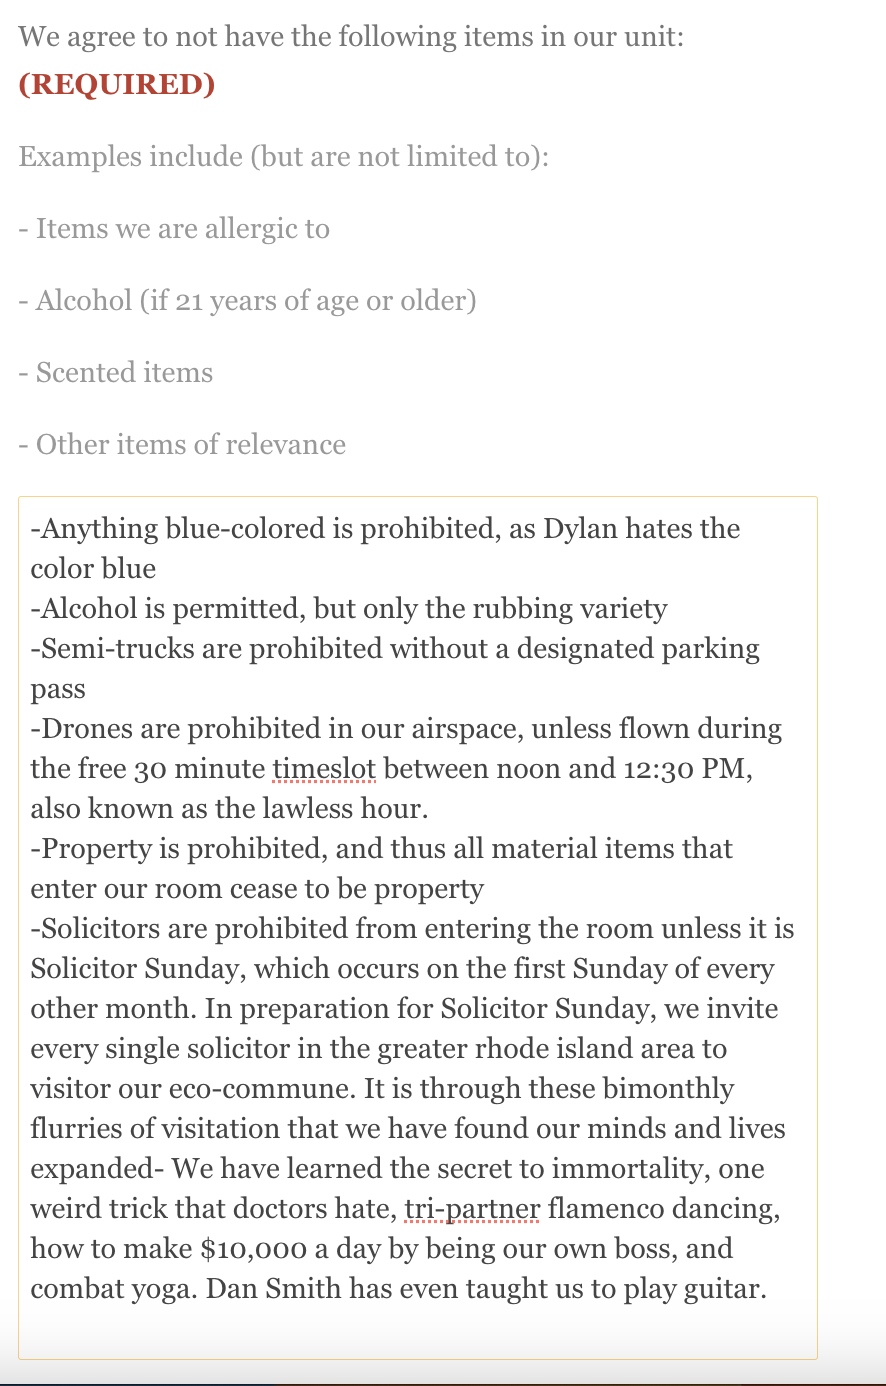 We agree to not have the following items in our unit:
(REQUIRED)
Examples include (but are not limited to):
- Items we are allergic to
- Alcohol (if 21 years of age or older)
- Scented items
- Other items of relevance
-Anything blue-colored is prohibited, as Dylan hates the
color blue
-Alcohol is permitted, but only the rubbing variety
-Semi-trucks are prohibited without a designated parking
pass
-Drones are prohibited in our airspace, unless flown during
the free 30 minute timeslot between noon and 12:30 PM,
also known as the lawless hour.
-Property is prohibited, and thus all material items that
enter our room cease to be property
-Solicitors are prohibited from entering the room unless it is
Solicitor Sunday, which occurs on the first Sunday of every
other month. In preparation for Solicitor Sunday, we invite
every single solicitor in the greater rhode island area to
visitor our eco-commune. It is through these bimonthly
flurries of visitation that we have found our minds and lives
expanded- We have learned the secret to immortality, one
weird trick that doctors hate, tri-partner flamenco dancing,
how to make $10,000 a day by being our own boss, and
combat yoga. Dan Smith has even taught us to play guitar.